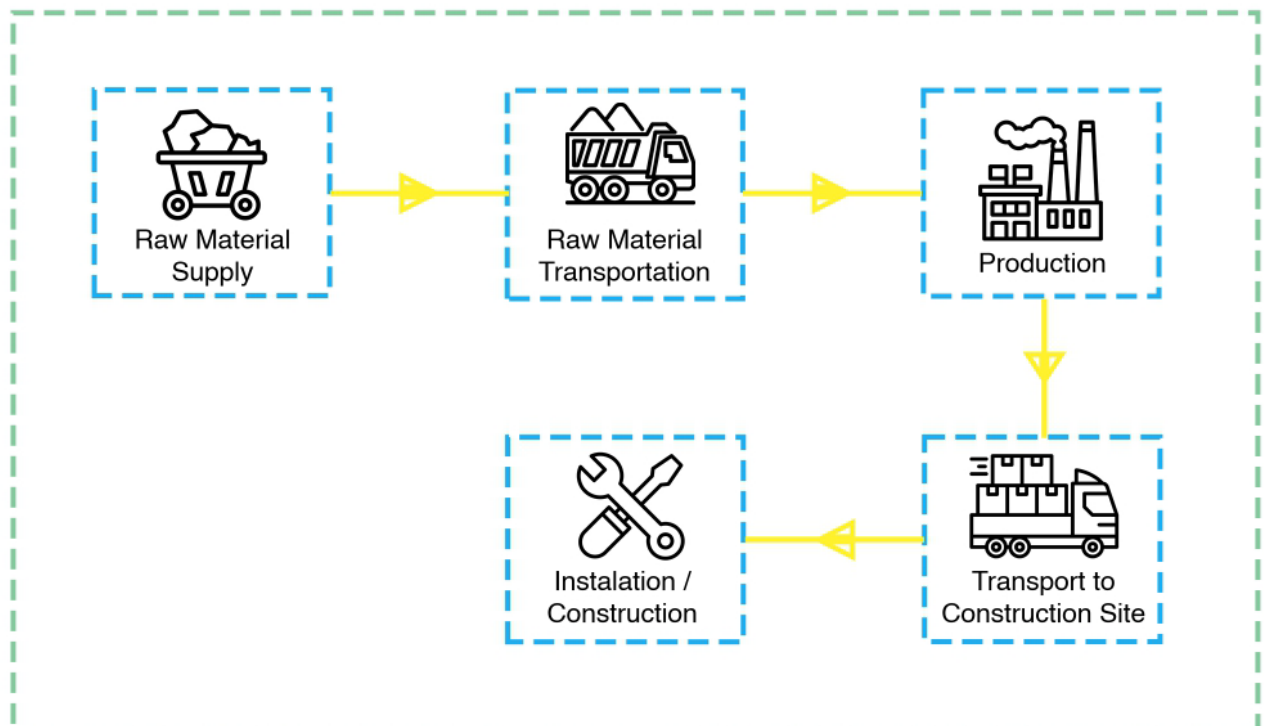 Raw Material
Supply
Raw Material
Transportation
Production
Instalation /
Construction
Transport to
Construction Site